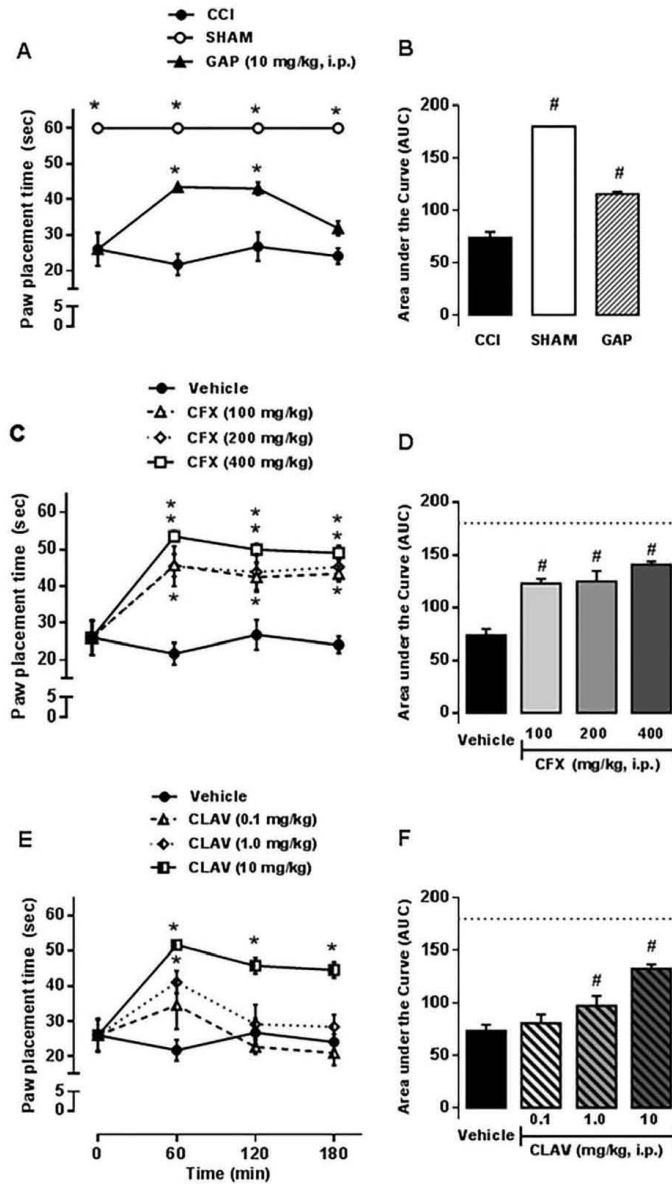 CCI
SHAM
GAP (10 mg/kg, i.p.)
A
Paw placement time (sec)
60
50
40
30
20
5
0
* * * *
* *
B
Area under the Curve (AUC)
200
150
100
50
0
#
#
CCI SHAM GAP
Vehicle
CFX (100 mg/kg)
CFX (200 mg/kg)
CFX (400 mg/kg)
C
Paw placement time (sec)
60
50
40
30
20
5
0
* * *
* * *
* * *
D
Area under the Curve (AUC)
200
150
100
50
0
# # #
Vehicle 100 200 400
CFX (mg/kg, i.p.)
Vehicle
CLAV (0.1 mg/kg)
CLAV (1.0 mg/kg)
CLAV (10 mg/kg)
E
Paw placement time (sec)
60
50
40
30
20
5
0
* * *
*
0 60 120 180
Time (min)
F
Area under the Curve (AUC)
200
150
100
50
0
# #
Vehicle 0.1 1.0 10
CLAV (mg/kg, i.p.)